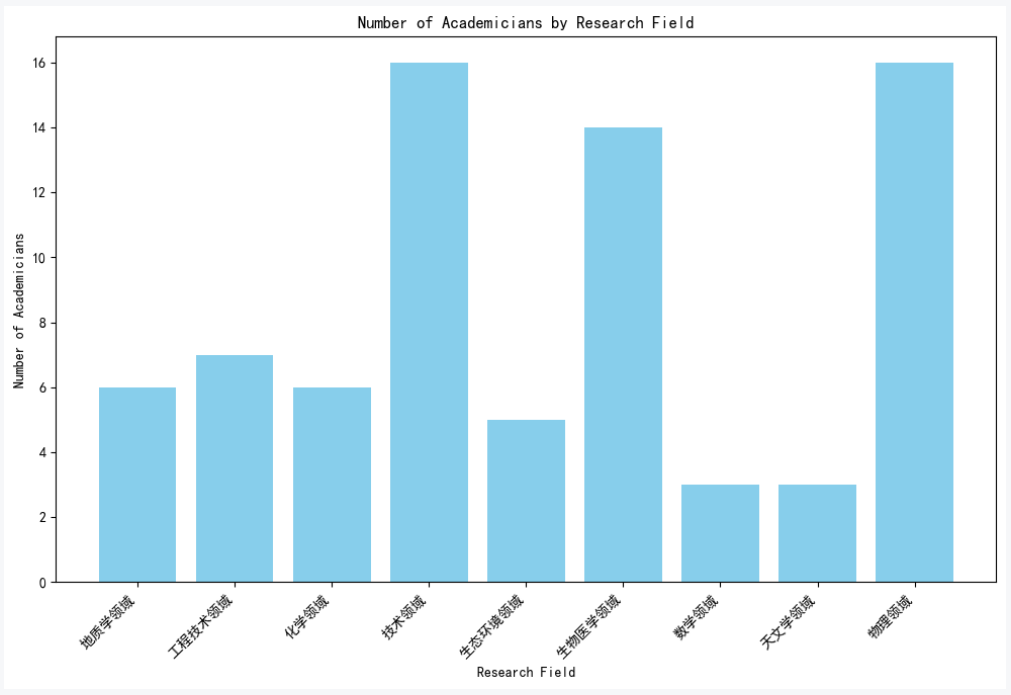 Number of Academicians by Research Field
Number of Academicians
16
14
12
10
8
6
4
2
0
地质学领域
工程技术领域
化学领域
技术领域
生态环境领域
生物医学领域
数学领域
天文学领域
物理领域
Research Field